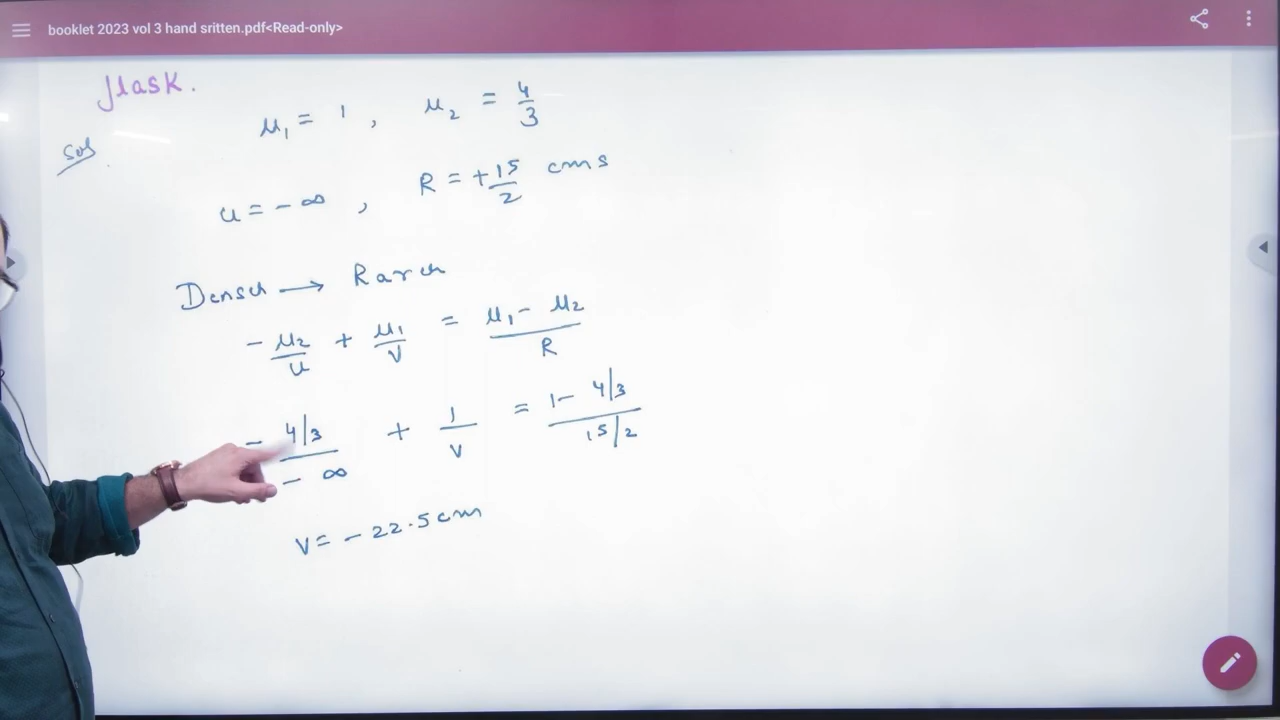 booklet 2023 vol 3 hand sritten.pdf<Read-only>
flask.
Sol
μ₁ = 1 , μ₂ = 4/3
u = - ∞ , R = +15/2 cms
Denser → Rarer
- μ₂/u + μ₁/v = μ₁ - μ₂/R
- 4/3/- ∞ + 1/v = 1 - 4/3/15/2
v = - 22.5 cm